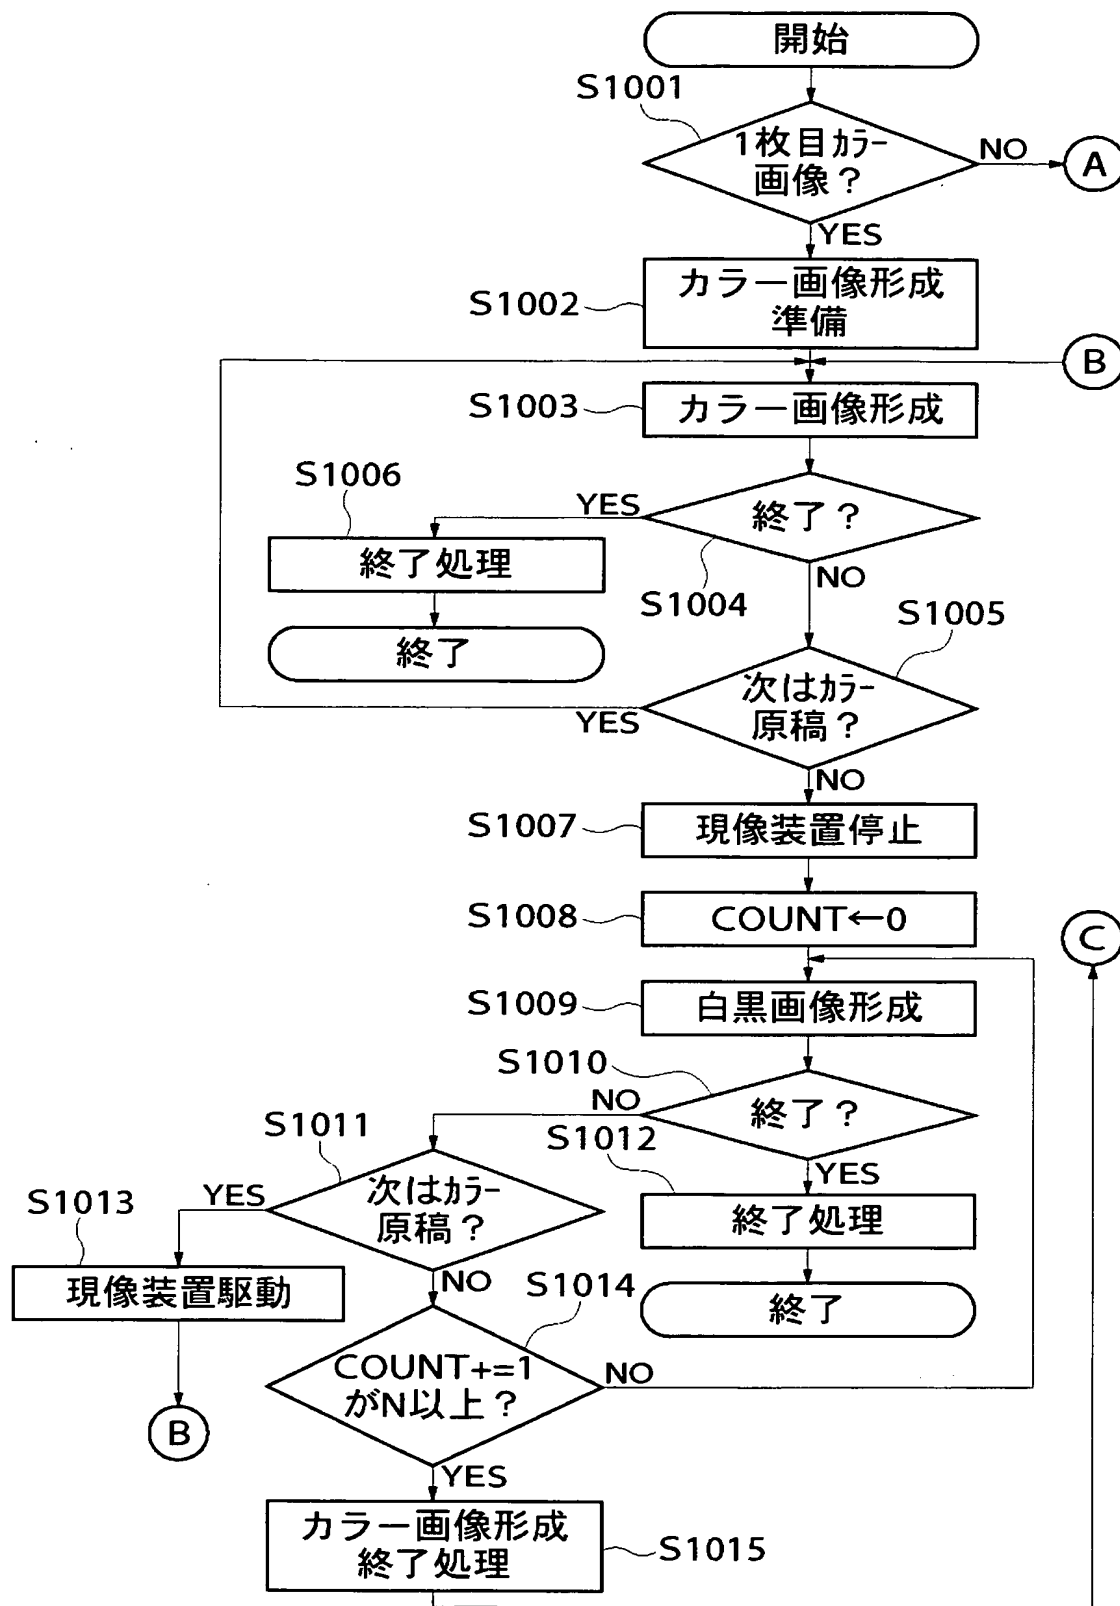 開始
S1001
1枚目カラー
画像？
NO
A
YES
S1002
カラー画像形成
準備
B
S1003
カラー画像形成
S1006
YES
終了？
終了処理
NO
S1004
終了
S1005
次はカラー
原稿？
YES
NO
S1007
現像装置停止
S1008
COUNT←0
C
S1009
白黒画像形成
S1010
NO
終了？
S1011
S1012
YES
S1013
YES
次はカラー
原稿？
終了処理
現像装置駆動
NO
S1014
終了
COUNT+=1
がN以上？
NO
B
YES
カラー画像形成
終了処理
S1015